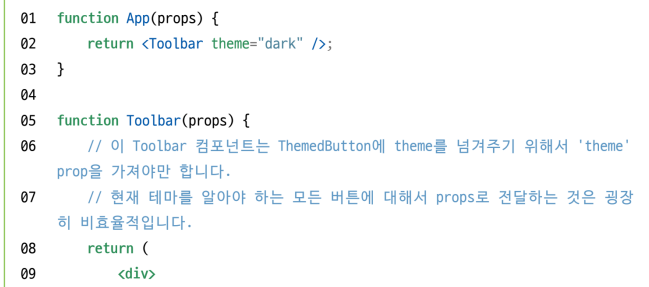 01 function App(props) {
02     return <Toolbar theme="dark" />;
03 }
04
05 function Toolbar(props) {
06     // 이 Toolbar 컴포넌트는 ThemedButton에 theme를 넘겨주기 위해서 'theme'
prop을 가져야만 합니다.
07     // 현재 테마를 알아야 하는 모든 버튼에 대해서 props로 전달하는 것은 굉장
히 비효율적입니다.
08     return (
09         <div>